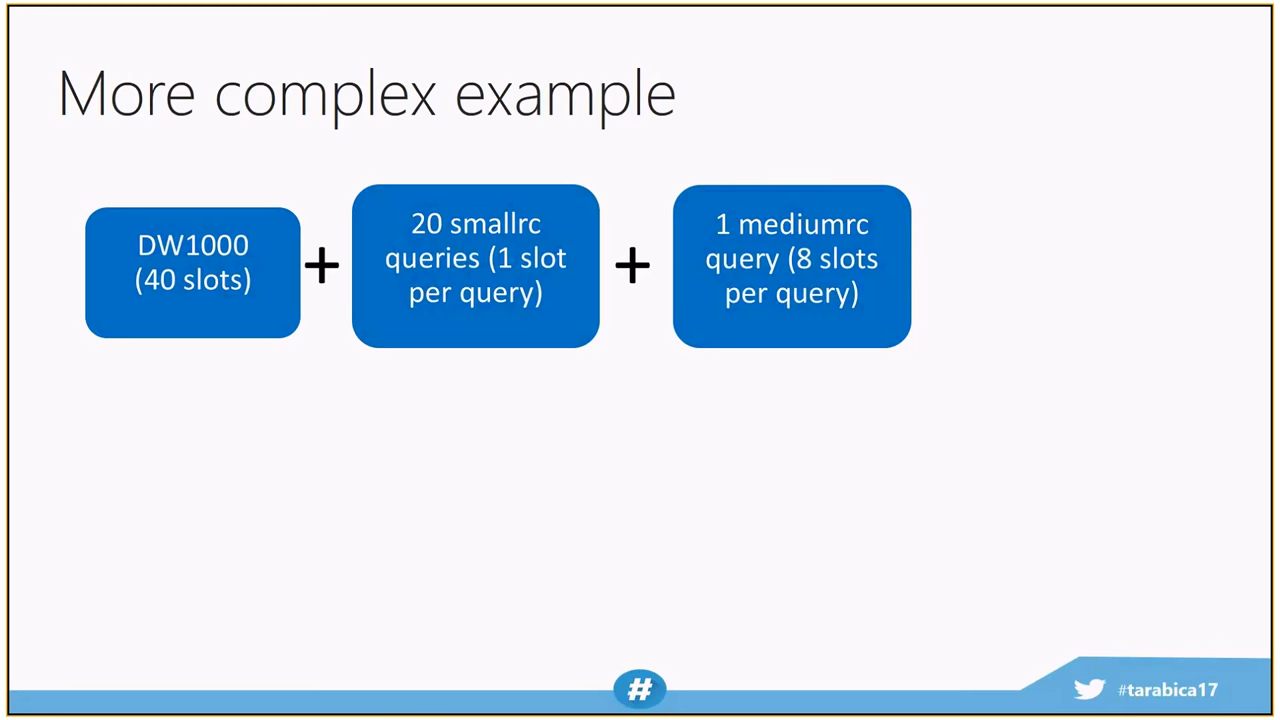 More complex example
DW1000
(40 slots)
+
20 smallrc
queries (1 slot
per query)
+
1 mediumrc
query (8 slots
per query)
#
#tarabica17